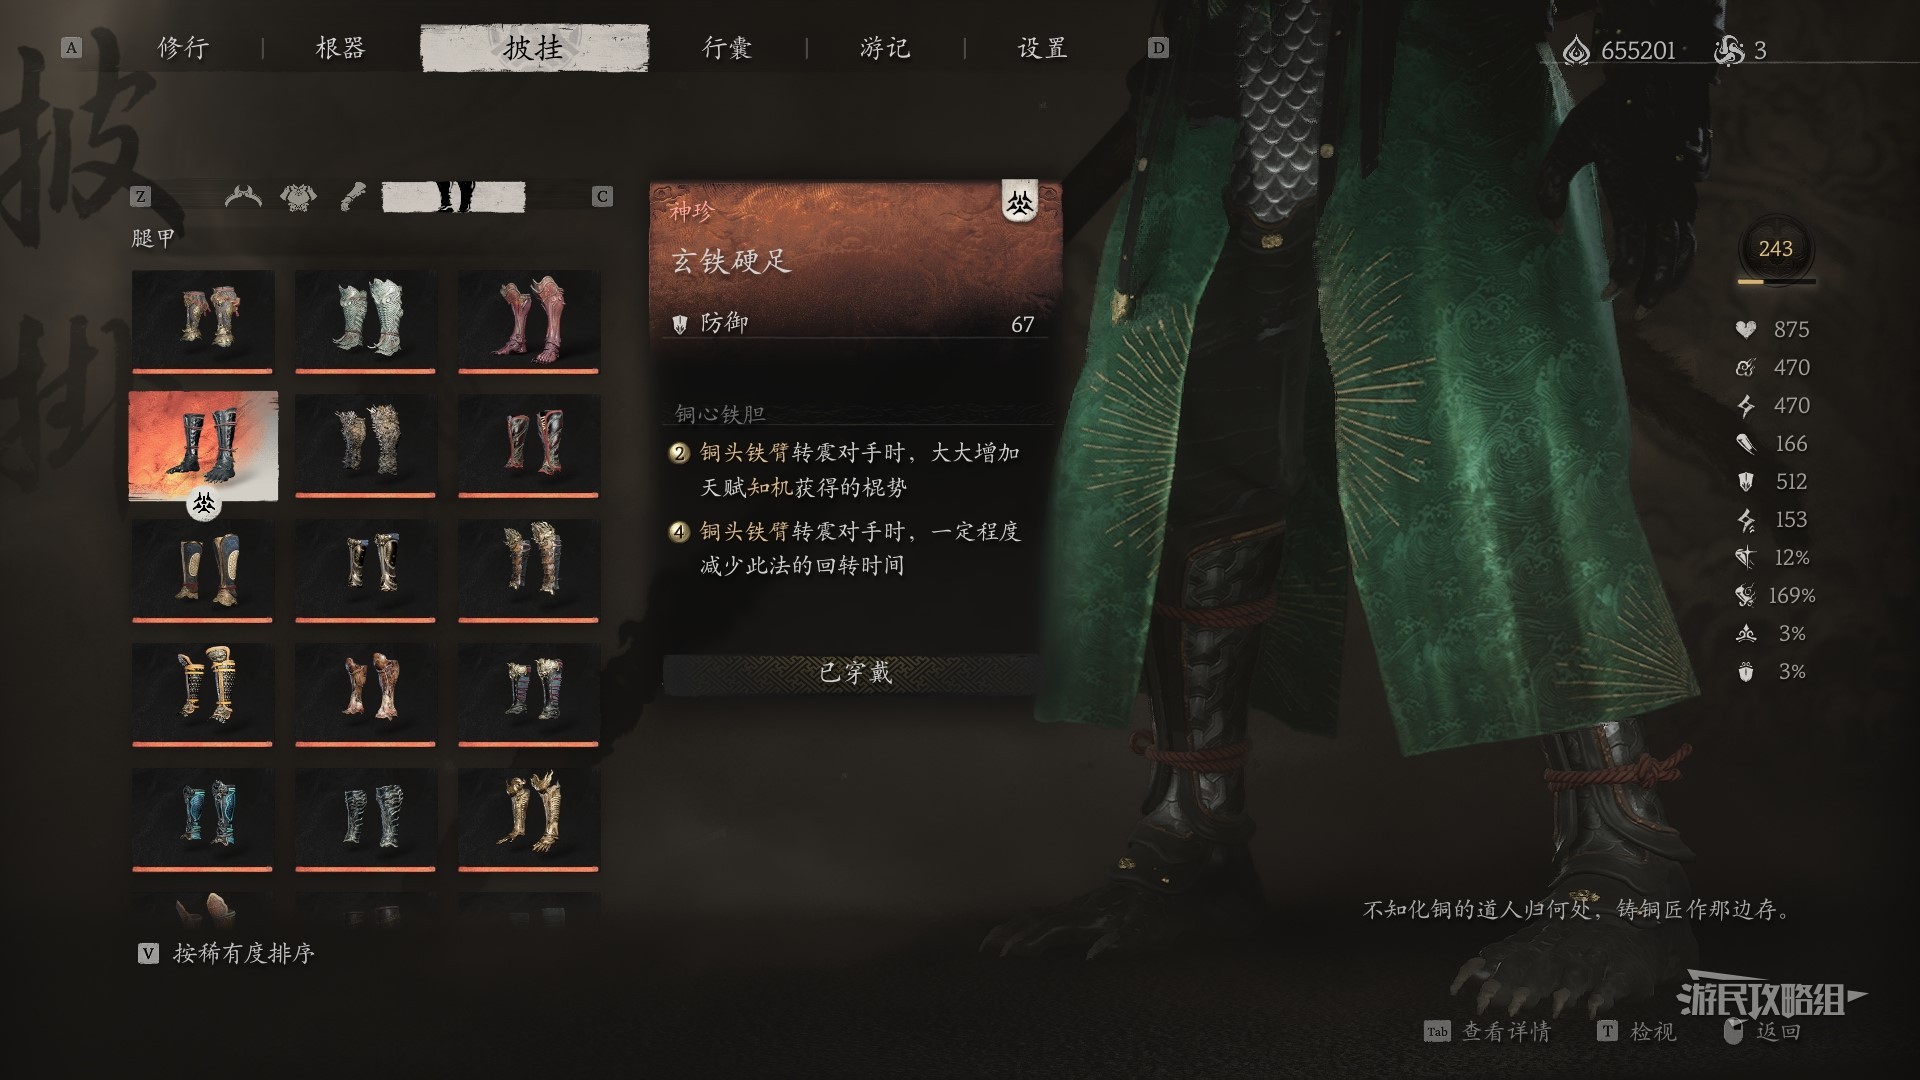 A 修行 根器 披挂 行囊 游记 设置 D 655201 3
披挂
Z C
腿甲
神珍
玄铁硬足
防御 67
铜心铁胆
2 铜头铁臂转震对手时，大大增加
天赋知机获得的棍势
4 铜头铁臂转震对手时，一定程度
减少此法的回转时间
已穿戴
243
875
470
470
166
512
153
12%
169%
3%
3%
不知化铜的道人归何处，铸铜匠作那边存。
V 按稀有度排序
游民攻略组
Tab 查看详情 T 检视 返回